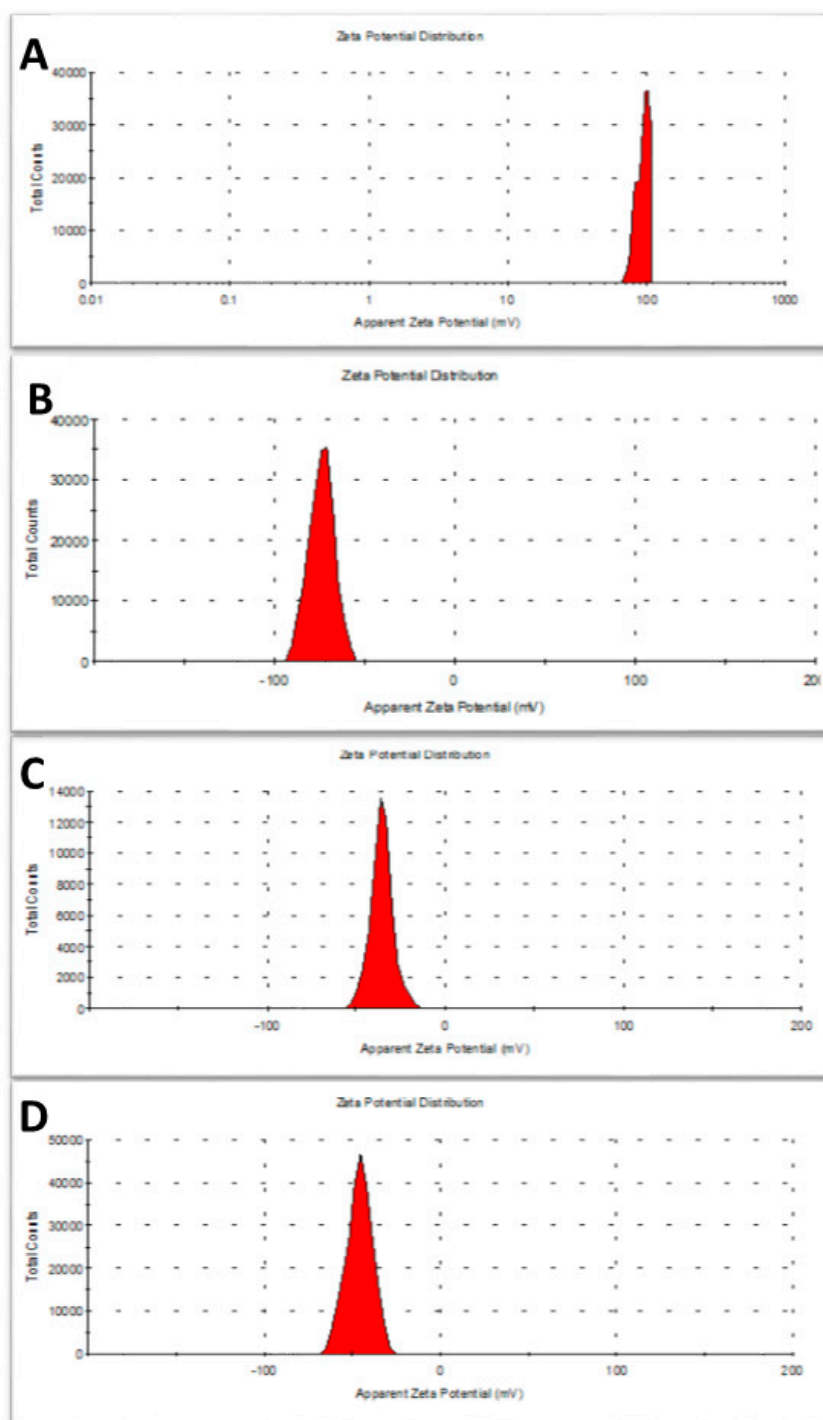 A
Zeta Potential Distribution
40000
30000
20000
10000
0
Total Counts
0.01 0.1 1 10 100 1000
Apparent Zeta Potential (mV)
B
Zeta Potential Distribution
40000
30000
20000
10000
0
Total Counts
-100 0 100 20
Apparent Zeta Potential (mV)
C
Zeta Potential Distribution
14000
12000
10000
8000
6000
4000
2000
0
Total Counts
-100 0 100 200
Apparent Zeta Potential (mV)
D
Zeta Potential Distribution
50000
40000
30000
20000
10000
0
Total Counts
-100 0 100 200
Apparent Zeta Potential (mV)